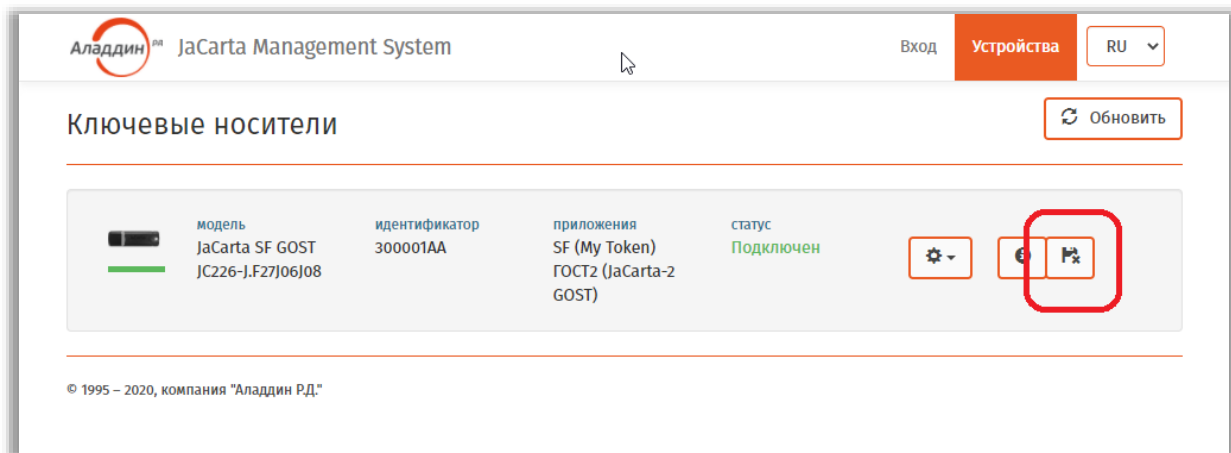 Аладдин РД JaCarta Management System Вход Устройства RU
Ключевые носители Обновить
модель идентификатор приложения статус
JaCarta SF GOST 300001AA SF (My Token) Подключен
JC226-J.F27J06J08 ГОСТ2 (JaCarta-2
GOST)
© 1995 – 2020, компания "Аладдин Р.Д."